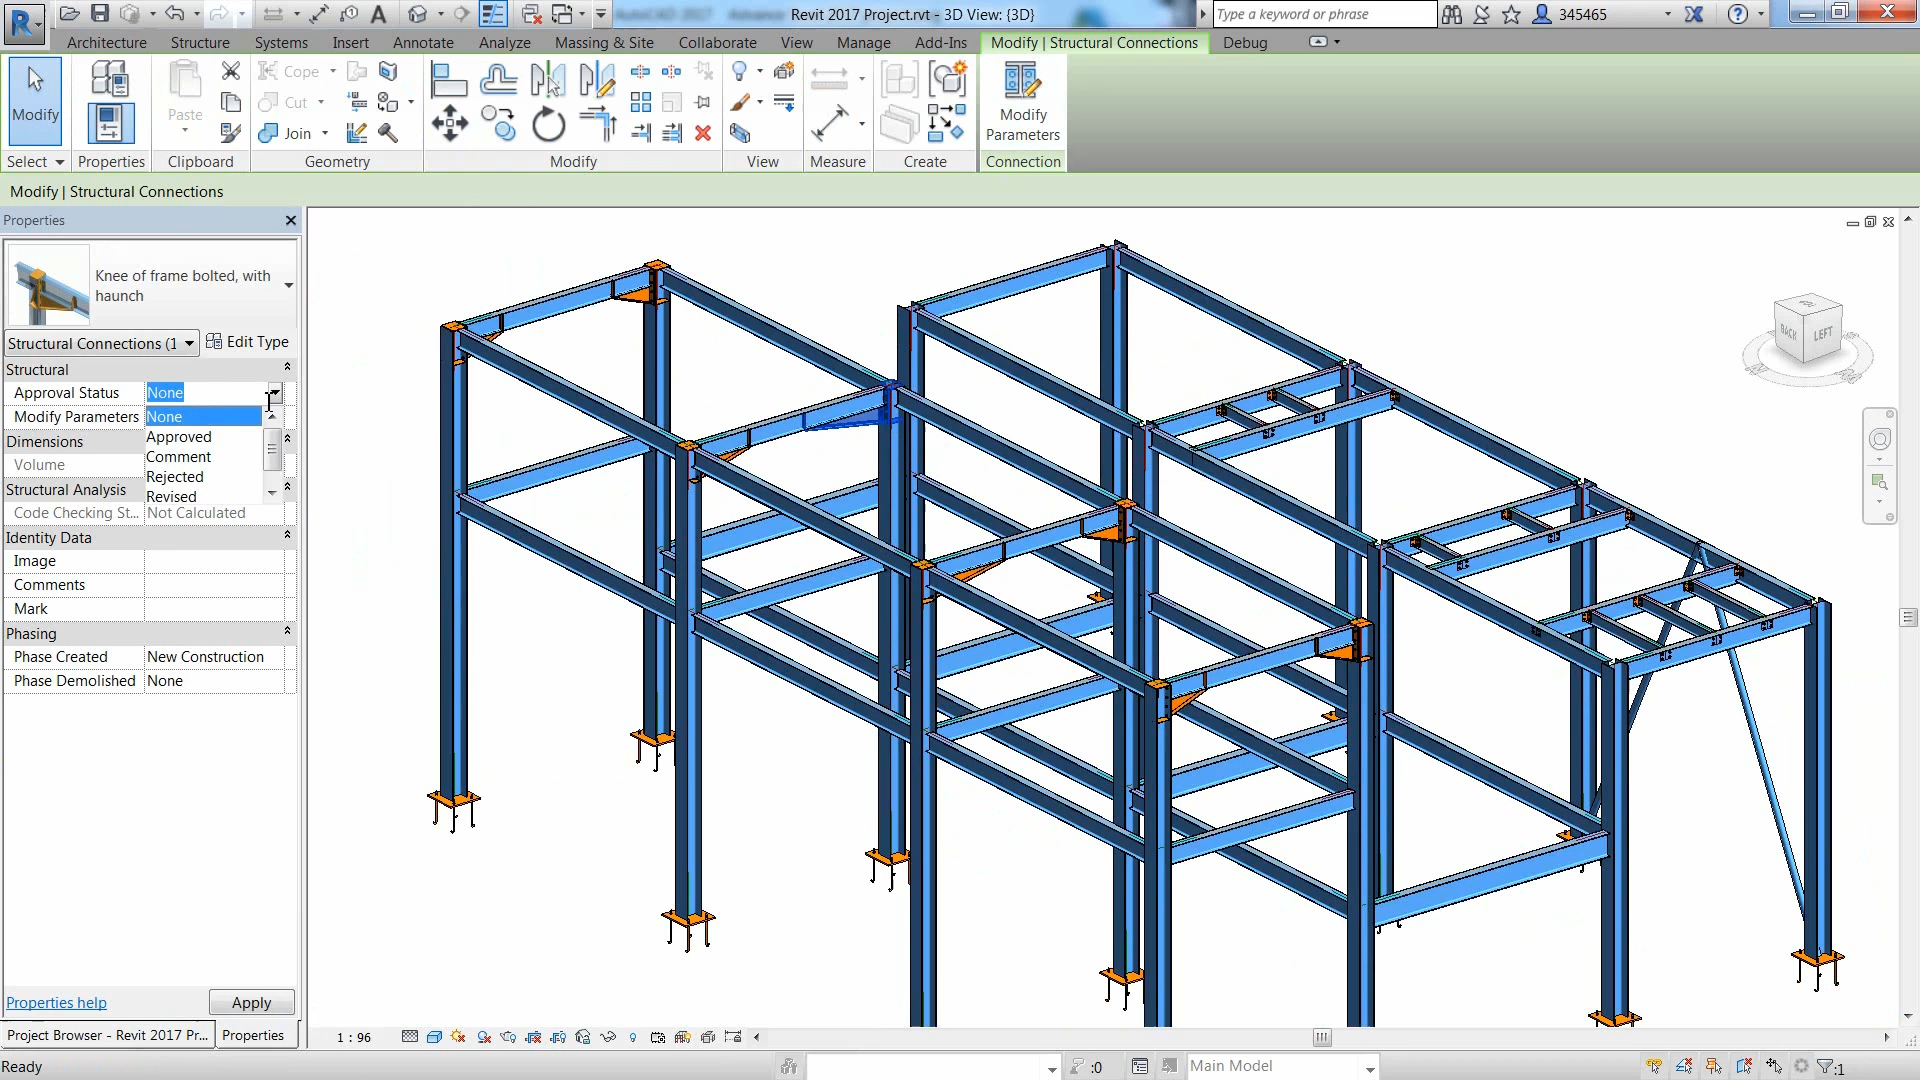 Revit 2017 Project.rvt - 3D View: {3D}
Type a keyword or phrase
345465
Architecture Structure Systems Insert Annotate Analyze Massing & Site Collaborate View Manage Add-Ins Modify | Structural Connections Debug
Cope
Cut
Join
Modify
Paste
Modify
Parameters
Select Properties Clipboard Geometry Modify View Measure Create Connection
Modify | Structural Connections
Properties
Knee of frame bolted, with
haunch
Structural Connections (1
Edit Type
Structural
Approval Status None
Modify Parameters None
Approved
Comment
Rejected
Revised
Dimensions
Volume
Structural Analysis
Code Checking St... Not Calculated
Identity Data
Image
Comments
Mark
Phasing
Phase Created New Construction
Phase Demolished None
BACK LEFT
Properties help
Apply
Project Browser - Revit 2017 Pr... Properties
1 : 96
Ready
:0
Main Model
:1